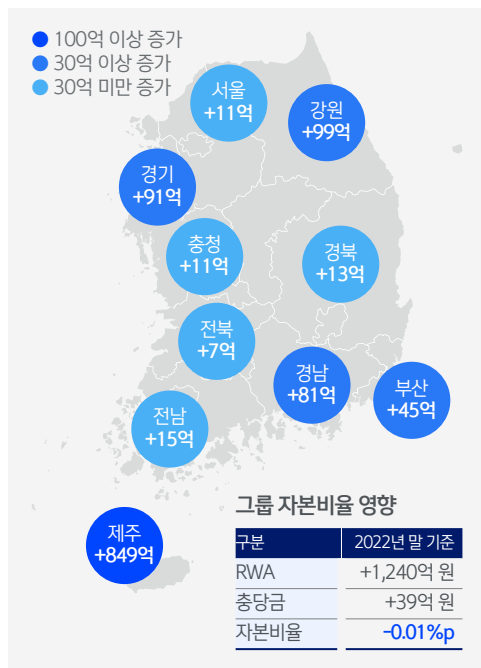 100억 이상 증가
30억 이상 증가
30억 미만 증가
서울
+11억
강원
+99억
경기
+91억
충청
+11억
경북
+13억
전북
+7억
경남
+81억
부산
+45억
전남
+15억
제주
+849억
그룹 자본비율 영향
구분 2022년 말 기준
RWA +1,240억 원
충당금 +39억 원
자본비율 -0.01%p